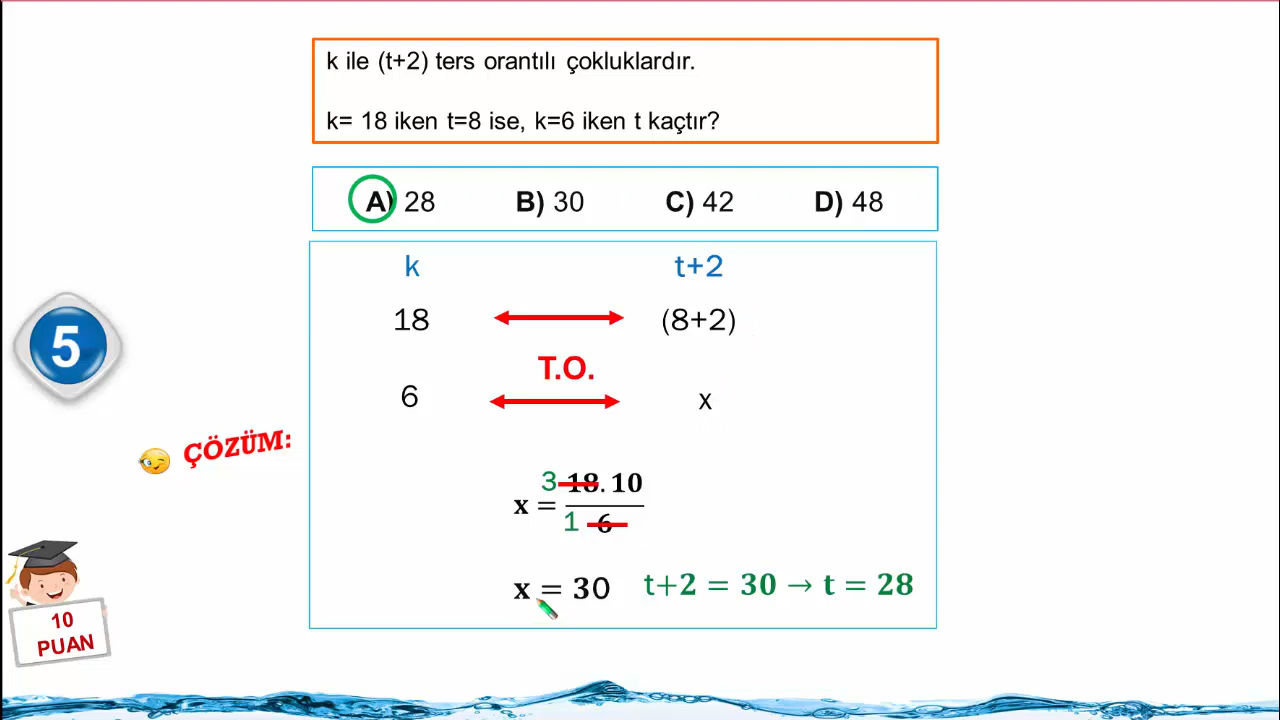 k ile (t+2) ters orantılı çokluklardır.
k= 18 iken t=8 ise, k=6 iken t kaçtır?
A) 28 B) 30 C) 42 D) 48
k t+2
18 (8+2)
T.O.
6 x
5
ÇÖZÜM:
3 18. 10
x =
1 6
x = 30 t+2 = 30 → t = 28
10
PUAN